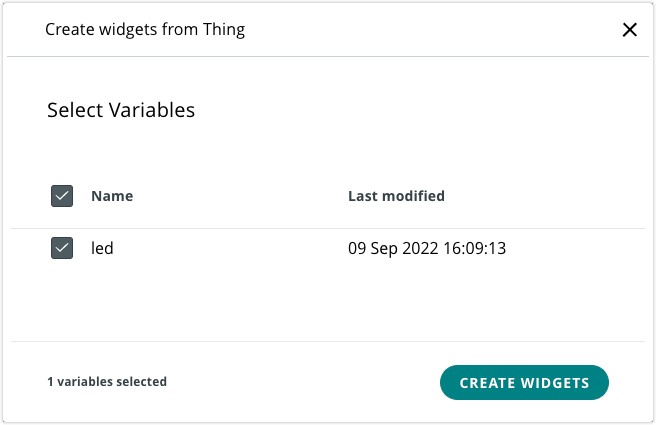 Create widgets from Thing
Select Variables
Name Last modified
led 09 Sep 2022 16:09:13
1 variables selected CREATE WIDGETS